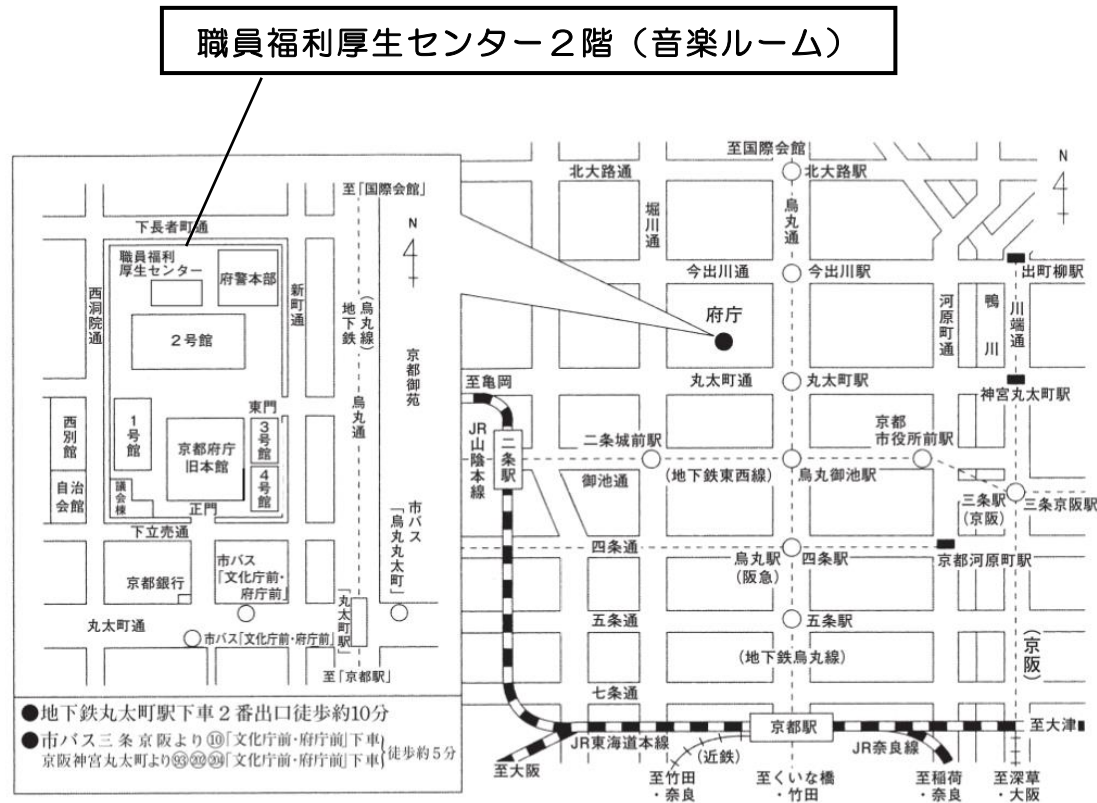 職員福利厚生センター２階（音楽ルーム）
至「国際会館」
N
下長者町通
職員福利
厚生センター
府警本部
西洞院通
新町通
地下鉄
(烏丸線)
京都御苑
２号館
烏丸通
東門
西別館
１号館
京都府庁
旧本館
３号館
４号館
自治
会館
議会棟
正門
下立売通
市バス
「烏丸丸太町」
京都銀行
市バス
「文化庁前・
府庁前」
丸太町通
市バス「文化庁前・府庁前」
「丸太町駅」
至「京都駅」
●地下鉄丸太町駅下車２番出口徒歩約10分
●市バス三条京阪より⑩「文化庁前・府庁前」下車
京阪神宮丸太町より93 202 204「文化庁前・府庁前」下車
徒歩約５分
至国際会館
北大路通
北大路駅
N
堀川通
烏丸通
今出川通
今出川駅
出町柳駅
府庁
河原町通
鴨川
川端通
丸太町通
丸太町駅
神宮丸太町駅
至亀岡
JR山陰本線
二条駅
二条城前駅
京都
市役所前駅
御池通
(地下鉄東西線)
烏丸御池駅
三条駅
(京阪)
三条京阪駅
四条通
烏丸駅
(阪急)
四条駅
京都河原町駅
五条通
五条駅
(地下鉄烏丸線)
(京阪)
七条通
京都駅
至大津
JR東海道本線
(近鉄)
JR奈良線
至大阪
至竹田
・奈良
至くいな橋
・竹田
至稲荷
・奈良
至深草
・大阪